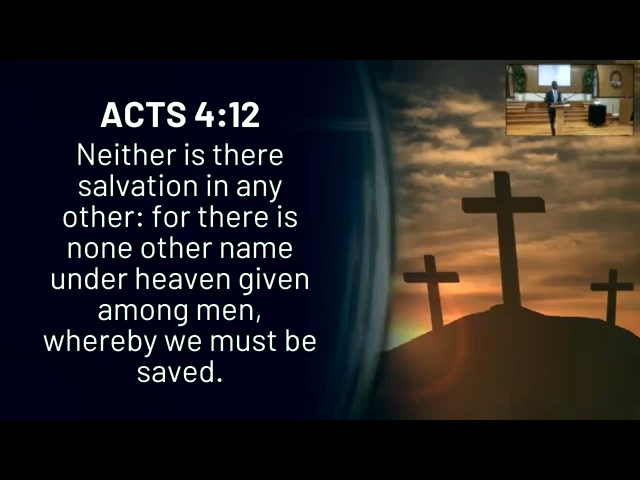 ACTS 4:12
Neither is there
salvation in any
other: for there is
none other name
under heaven given
among men,
whereby we must be
saved.